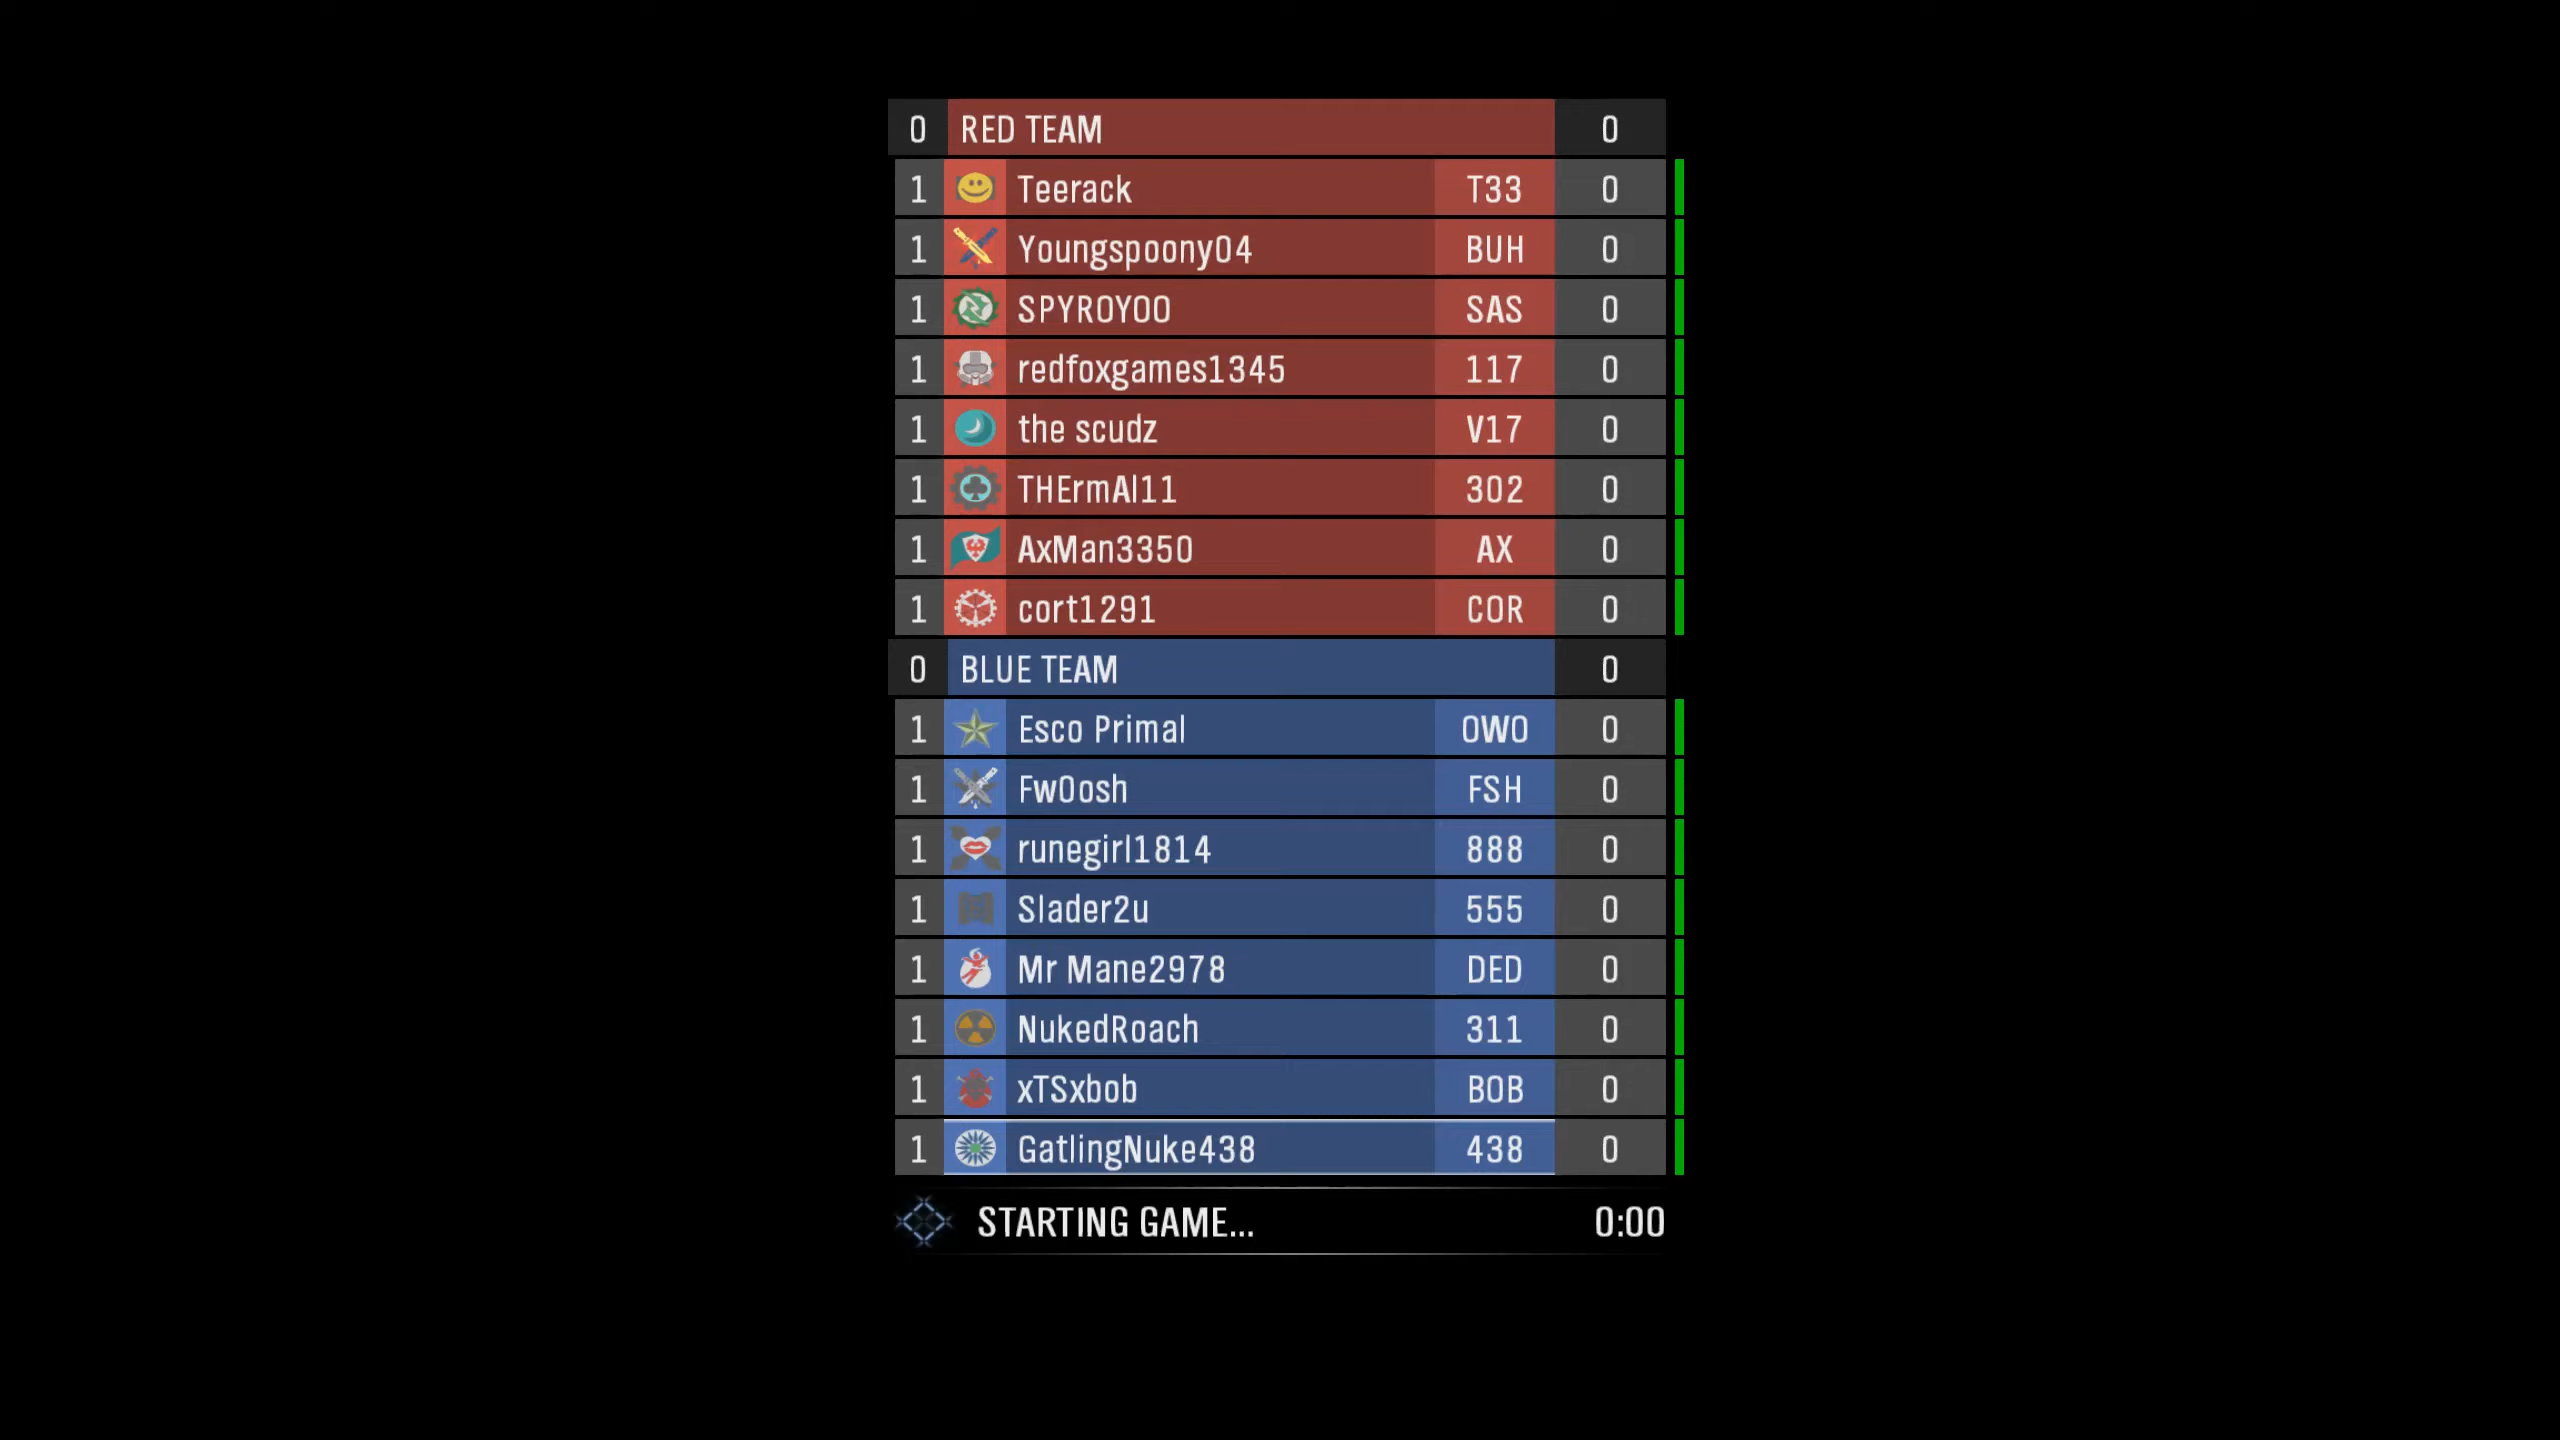 0 RED TEAM 0
1 Teerack T33 0
1 Youngspoony04 BUH 0
1 SPYROYOO SAS 0
1 redfoxgames1345 117 0
1 the scudz V17 0
1 THErmAl11 302 0
1 AxMan3350 AX 0
1 cort1291 COR 0
0 BLUE TEAM 0
1 Esco Primal OWO 0
1 Fw0osh FSH 0
1 runegirl1814 888 0
1 Slader2u 555 0
1 Mr Mane2978 DED 0
1 NukedRoach 311 0
1 xTSxbob BOB 0
1 GatlingNuke438 438 0
STARTING GAME... 0:00